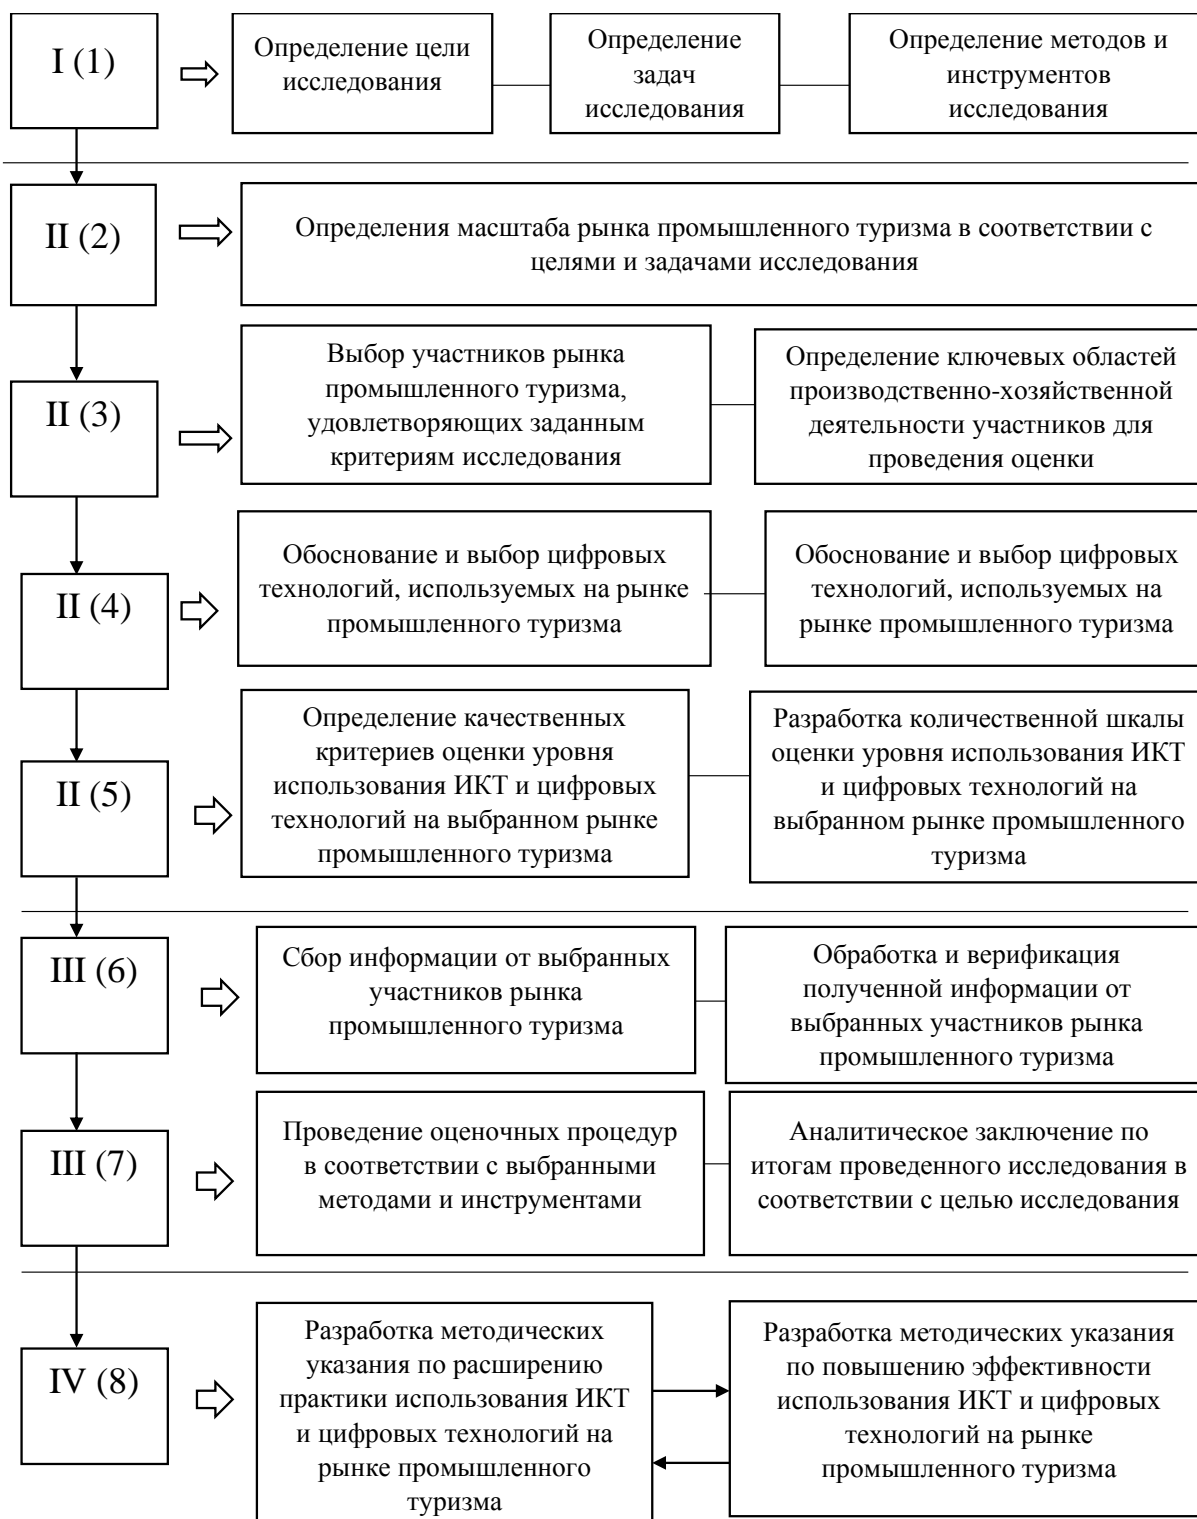 I (1)
Определение цели
исследования
Определение
задач
исследования
Определение методов и
инструментов
исследования
II (2)
Определения масштаба рынка промышленного туризма в соответствии с
целями и задачами исследования
II (3)
Выбор участников рынка
промышленного туризма,
удовлетворяющих заданным
критериям исследования
Определение ключевых областей
производственно-хозяйственной
деятельности участников для
проведения оценки
II (4)
Обоснование и выбор цифровых
технологий, используемых на рынке
промышленного туризма
Обоснование и выбор цифровых
технологий, используемых на
рынке промышленного туризма
II (5)
Определение качественных
критериев оценки уровня
использования ИКТ и цифровых
технологий на выбранном рынке
промышленного туризма
Разработка количественной шкалы
оценки уровня использования ИКТ
и цифровых технологий на
выбранном рынке промышленного
туризма
III (6)
Сбор информации от выбранных
участников рынка
промышленного туризма
Обработка и верификация
полученной информации от
выбранных участников рынка
промышленного туризма
III (7)
Проведение оценочных процедур
в соответствии с выбранными
методами и инструментами
Аналитическое заключение по
итогам проведенного исследования в
соответствии с целью исследования
IV (8)
Разработка методических
указания по расширению
практики использования ИКТ
и цифровых технологий на
рынке промышленного
туризма
Разработка методических указания
по повышению эффективности
использования ИКТ и цифровых
технологий на рынке
промышленного туризма